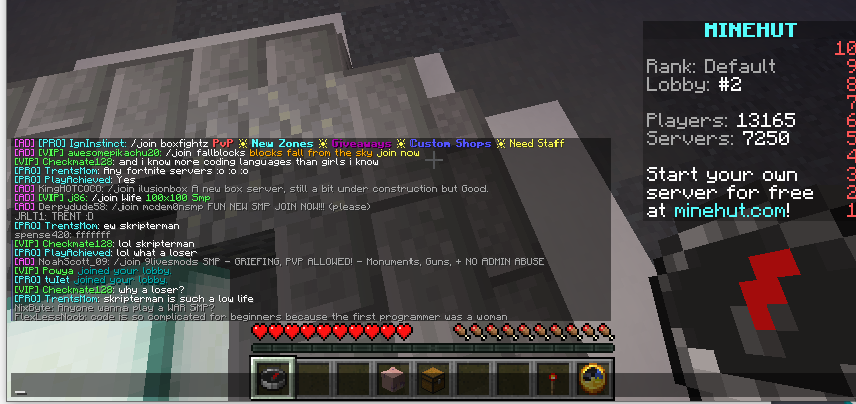 [AD] [PRO] IgnInstinct: /join boxfightz PvP ☀ New Zones ☀ Giveaways ☀ Custom Shops ☀ Need Staff
[AD] [VIP] awesomepikachu20: /join fallblocks blocks fall from the sky join now
[VIP] Checkmate128: and i know more coding languages than girls i know
[PRO] TrentsMom: Any fortnite servers :o :o :o
[PRO] PlayAchieved: Yes
[AD] KingHOTCOCO: /join ilusionbox A new box server, still a bit under construction but Good.
[AD] [VIP] J86: /join Wife 100x100 Smp
[AD] Derpydude58: /join mcdem0nsmp FUN NEW SMP JOIN NOW!!! (please)
JRLT1: TRENT :D
[PRO] TrentsMom: ew skripterman
spense420: fffffff
[VIP] Checkmate128: lol skripterman
[PRO] PlayAchieved: lol what a loser
[AD] NoahScott_09: /join 9livesmods SMP - GRIEFING, PVP ALLOWED! - Monuments, Guns, + NO ADMIN ABUSE
[VIP] Powya joined your lobby.
[PRO] tulet joined your lobby.
[VIP] Checkmate128: why a loser?
[PRO] TrentsMom: skripterman is such a low life
NixByte: Anyone wanna play a WAR SMP?
FlexLessNoob: code is so complicated for beginners because the first programmer was a woman
MINEHUT
10
Rank: Default 9
Lobby: #2 8
7
Players: 13165 6
Servers: 7250 5
4
Start your own 3
server for free 2
at minehut.com! 1